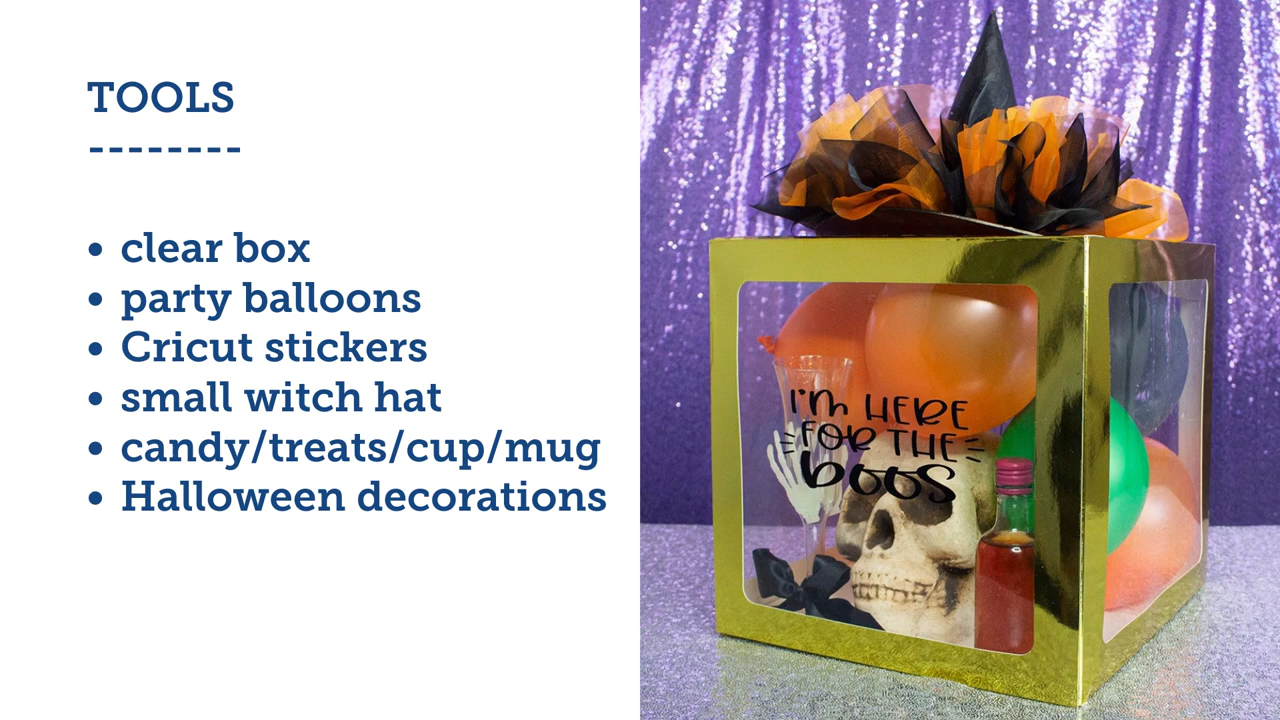 TOOLS
--------
• clear box
• party balloons
• Cricut stickers
• small witch hat
• candy/treats/cup/mug
• Halloween decorations
I'm HERE
FOR THE
BOOS